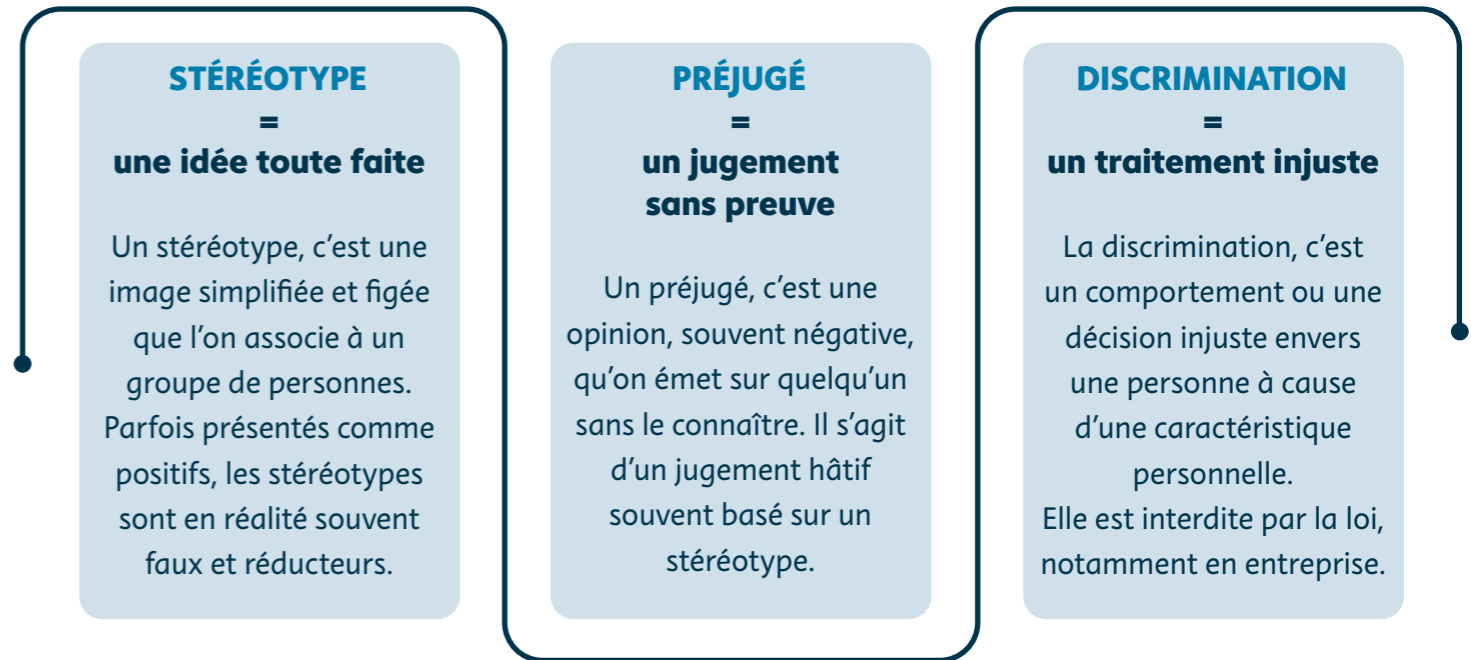 STÉRÉOTYPE
=
une idée toute faite
Un stéréotype, c’est une
image simplifiée et figée
que l’on associe à un
groupe de personnes.
Parfois présentés comme
positifs, les stéréotypes
sont en réalité souvent
faux et réducteurs.
PRÉJUGÉ
=
un jugement
sans preuve
Un préjugé, c’est une
opinion, souvent négative,
qu’on émet sur quelqu’un
sans le connaître. Il s’agit
d’un jugement hâtif
souvent basé sur un
stéréotype.
DISCRIMINATION
=
un traitement injuste
La discrimination, c’est
un comportement ou une
décision injuste envers
une personne à cause
d’une caractéristique
personnelle.
Elle est interdite par la loi,
notamment en entreprise.